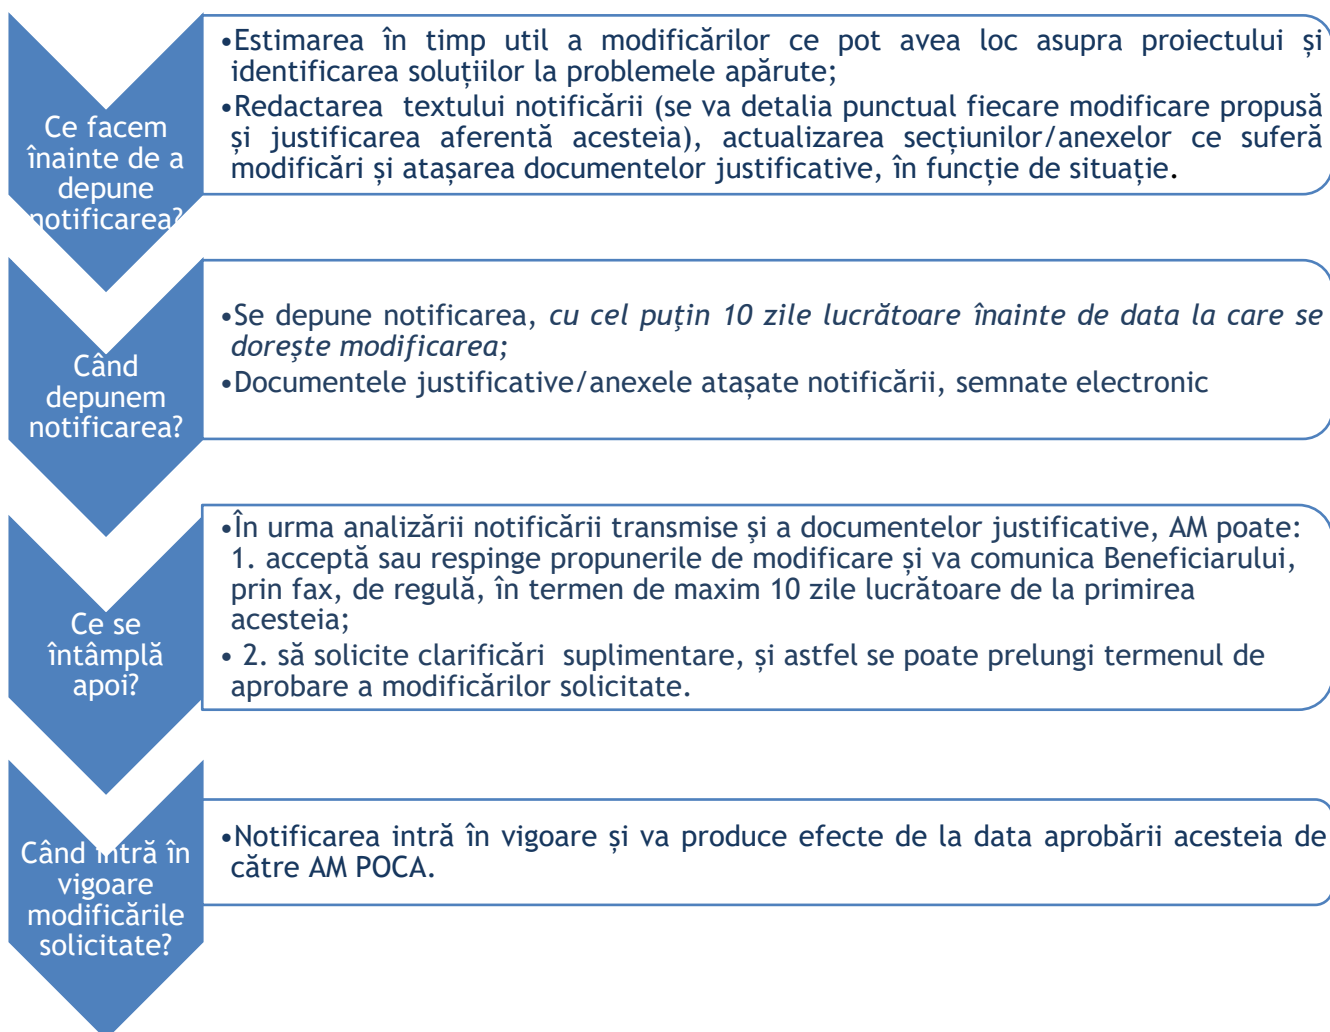 Ce facem
înainte de a
depune
notificarea?
•Estimarea în timp util a modificărilor ce pot avea loc asupra proiectului și
identificarea soluțiilor la problemele apărute;
•Redactarea textului notificării (se va detalia punctual fiecare modificare propusă
și justificarea aferentă acesteia), actualizarea secțiunilor/anexelor ce suferă
modificări și atașarea documentelor justificative, în funcție de situație.
Când
depunem
notificarea?
•Se depune notificarea, cu cel puţin 10 zile lucrătoare înainte de data la care se
dorește modificarea;
•Documentele justificative/anexele atașate notificării, semnate electronic
Ce se
întâmplă
apoi?
•În urma analizării notificării transmise şi a documentelor justificative, AM poate:
1. acceptă sau respinge propunerile de modificare și va comunica Beneficiarului,
prin fax, de regulă, în termen de maxim 10 zile lucrătoare de la primirea
acesteia;
• 2. să solicite clarificări suplimentare, și astfel se poate prelungi termenul de
aprobare a modificărilor solicitate.
Când intră în
vigoare
modificările
solicitate?
•Notificarea intră în vigoare și va produce efecte de la data aprobării acesteia de
către AM POCA.